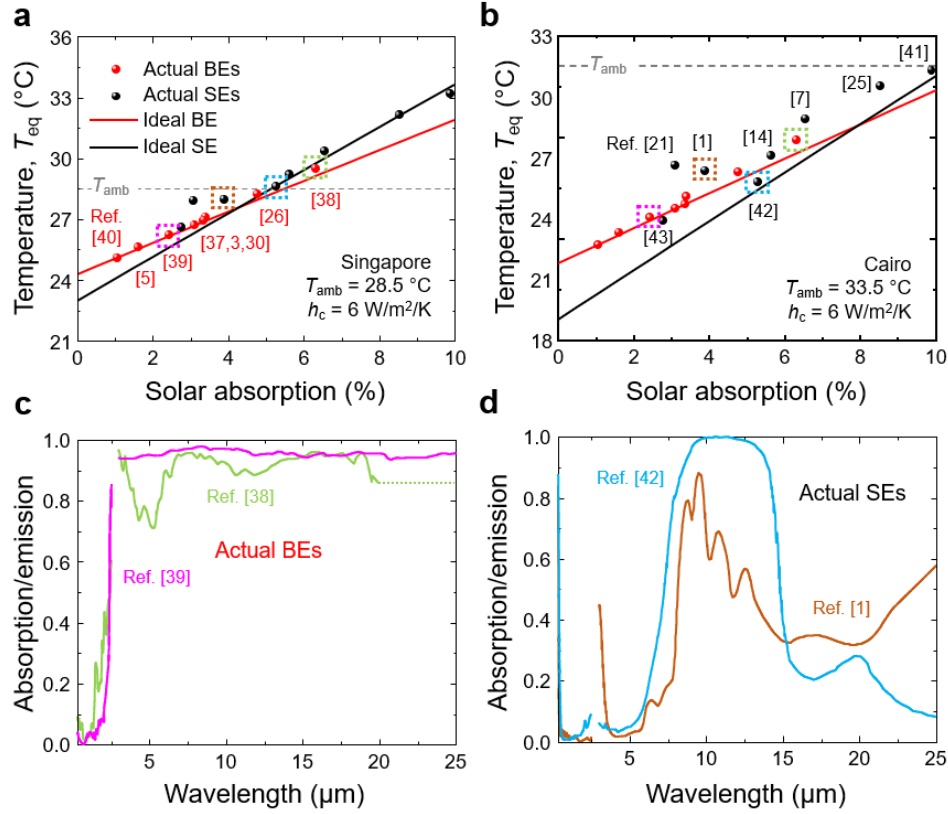 a
Temperature, Teq (°C)
36
33
30
27
24
21
Actual BEs
Actual SEs
Ideal BE
Ideal SE
Tamb
Ref.
[40]
[5]
[39]
[37,3,30]
[26]
[38]
Singapore
Tamb = 28.5 °C
hc = 6 W/m²/K
0 2 4 6 8 10
Solar absorption (%)
b
Temperature, Teq (°C)
33
30
27
24
21
18
Tamb
[41]
[25]
[7]
[14]
Ref. [21]
[1]
[42]
[43]
Cairo
Tamb = 33.5 °C
hc = 6 W/m²/K
0 2 4 6 8 10
Solar absorption (%)
c
Absorption/emission
1.0
0.8
0.6
0.4
0.2
0.0
Ref. [38]
Actual BEs
Ref. [39]
5 10 15 20 25
Wavelength (μm)
d
Absorption/emission
1.0
0.8
0.6
0.4
0.2
0.0
Ref. [42]
Actual SEs
Ref. [1]
5 10 15 20 25
Wavelength (μm)